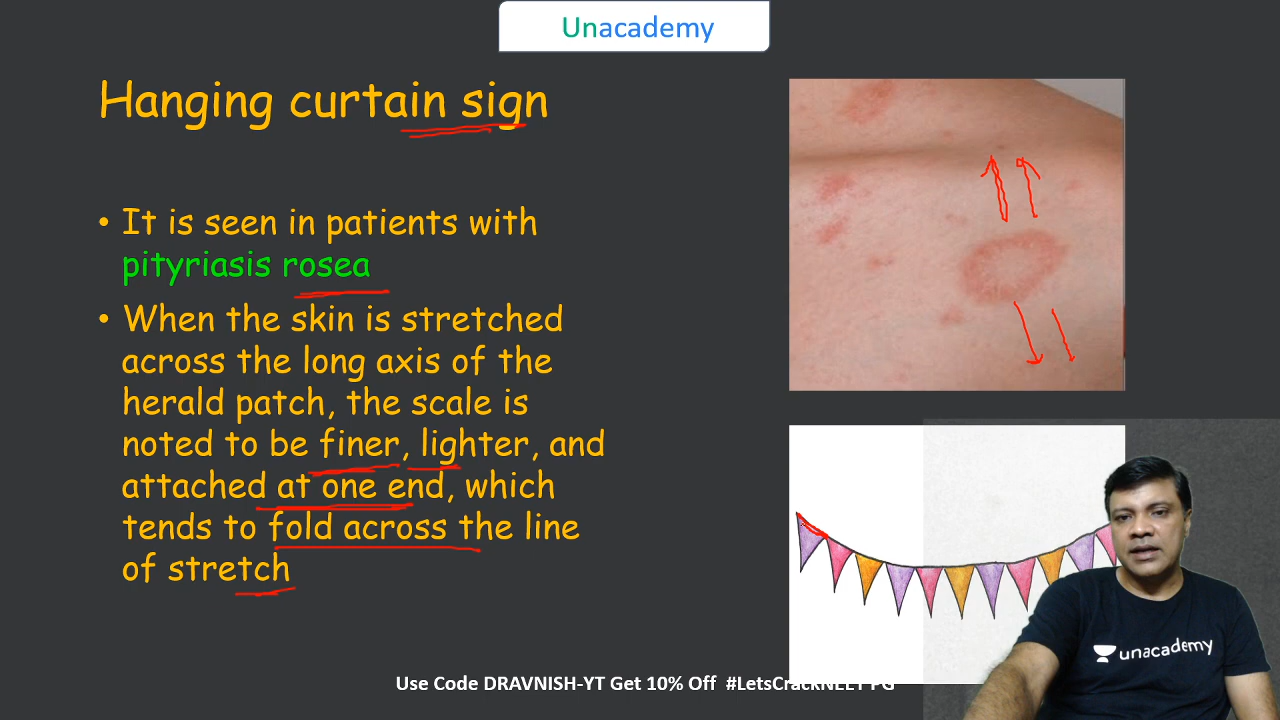 Unacademy
Hanging curtain sign
• It is seen in patients with
pityriasis rosea
• When the skin is stretched
across the long axis of the
herald patch, the scale is
noted to be finer, lighter, and
attached at one end, which
tends to fold across the line
of stretch
unacademy
Use Code DRAVNISH-YT Get 10% Off #LetsCrackNEET PG